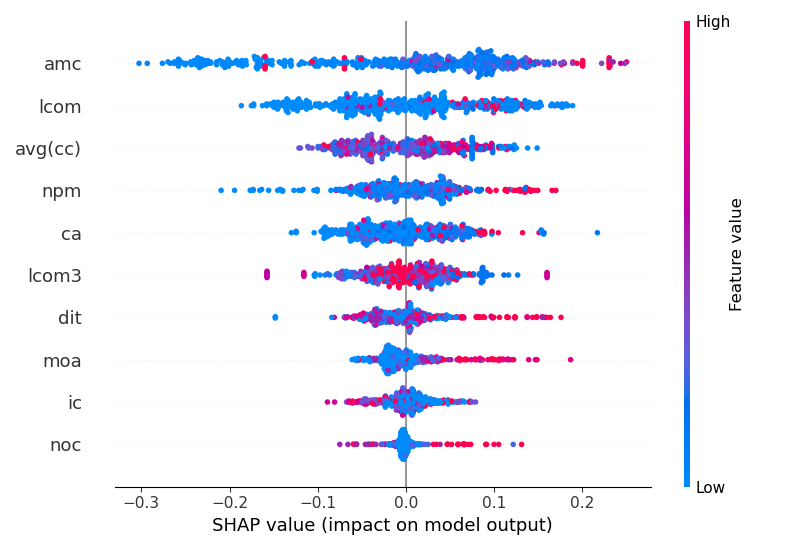 High
amc
lcom
avg(cc)
npm
ca
lcom3
dit
moa
ic
noc
Feature value
Low
−0.3 −0.2 −0.1 0.0 0.1 0.2
SHAP value (impact on model output)